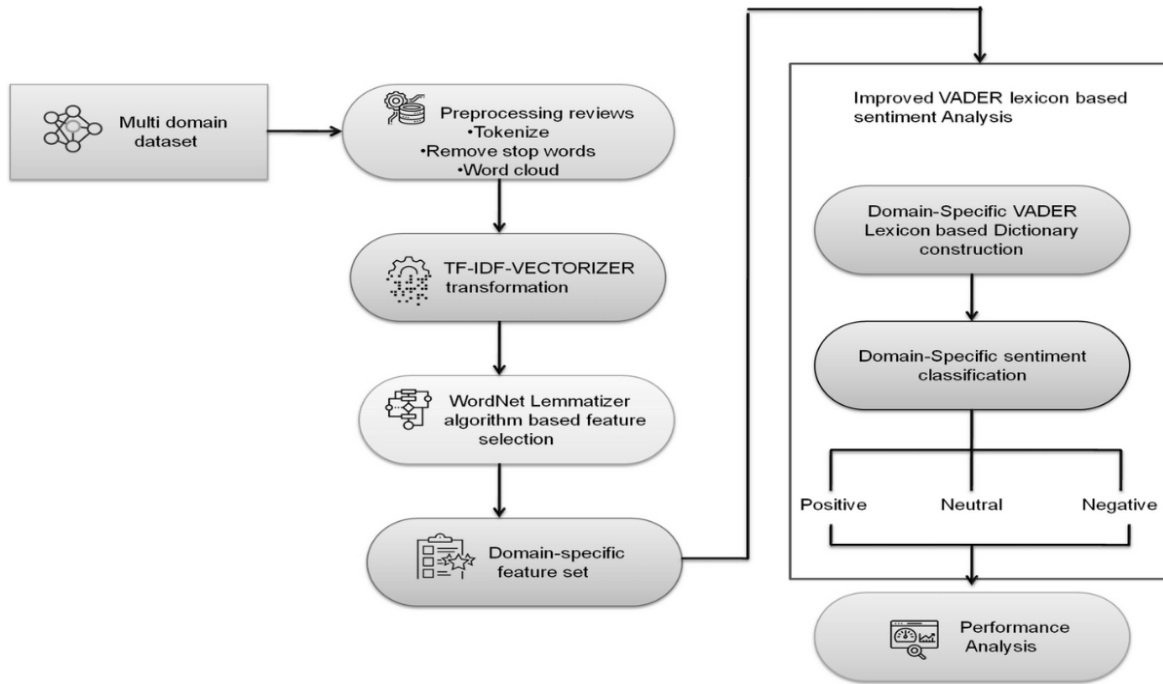 Multi domain
dataset
Preprocessing reviews
•Tokenize
•Remove stop words
•Word cloud
TF-IDF-VECTORIZER
transformation
WordNet Lemmatizer
algorithm based feature
selection
Domain-specific
feature set
Improved VADER lexicon based
sentiment Analysis
Domain-Specific VADER
Lexicon based Dictionary
construction
Domain-Specific sentiment
classification
Positive Neutral Negative
Performance
Analysis